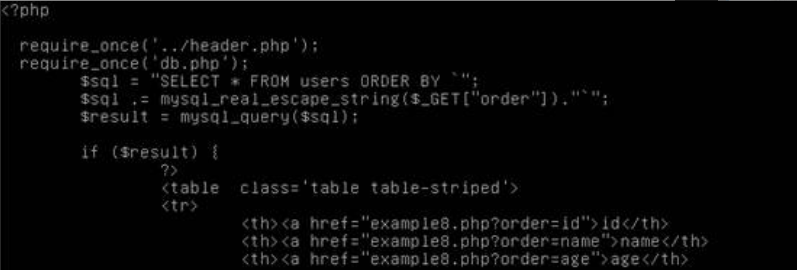 <?php
require_once('../header.php');
require_once('db.php');
$sql = "SELECT * FROM users ORDER BY `";
$sql .= mysql_real_escape_string($_GET["order"])."`";
$result = mysql_query($sql);
if ($result) {
?>
<table  class='table table-striped'>
<tr>
<th><a href="example8.php?order=id">id</th>
<th><a href="example8.php?order=name">name</th>
<th><a href="example8.php?order=age">age</th>